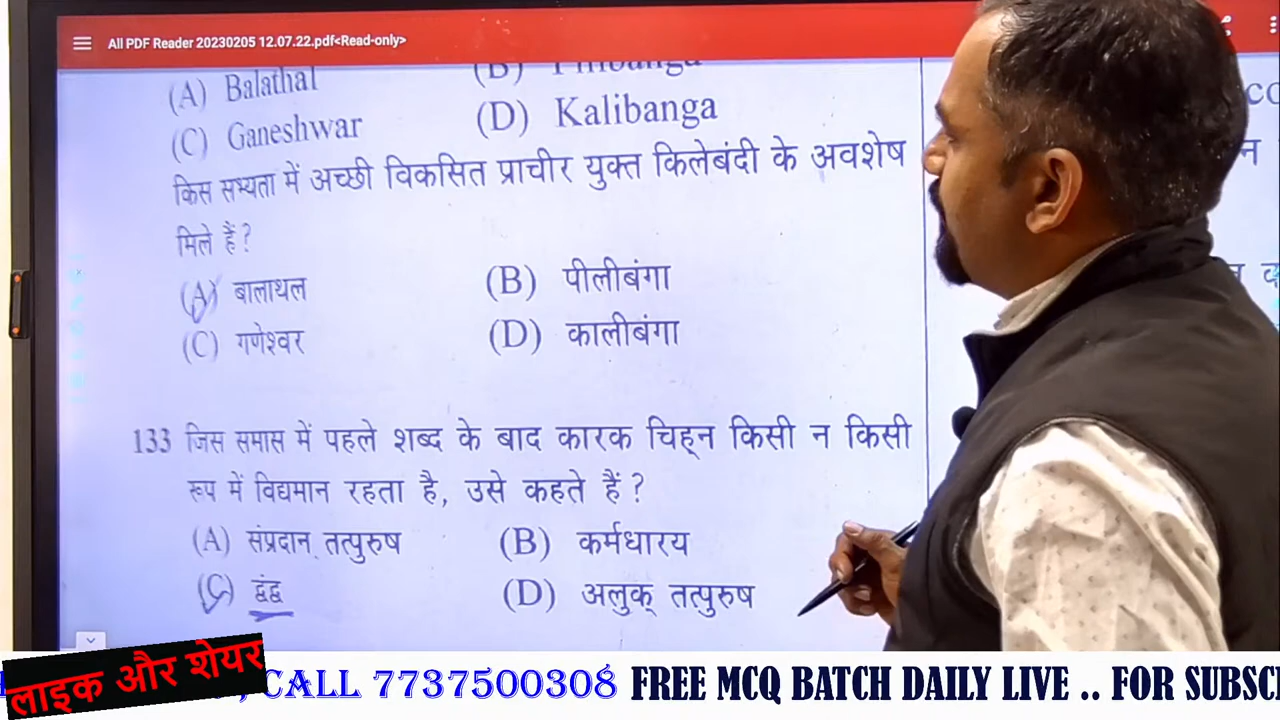 All PDF Reader 20230205 12.07.22.pdf<Read-only>
(A) Balathal (B)
(C) Ganeshwar (D) Kalibanga
किस सभ्यता में अच्छी विकसित प्राचीर युक्त किलेबंदी के अवशेष
मिले हैं?
(A) बालाथल (B) पीलीबंगा
(C) गणेश्वर (D) कालीबंगा
133 जिस समास में पहले शब्द के बाद कारक चिह्न किसी न किसी
रूप में विद्यमान रहता है, उसे कहते हैं?
(A) संप्रदान तत्पुरुष (B) कर्मधारय
(C) द्वंद्व (D) अलुक् तत्पुरुष
लाइक और शेयर
, CALL 7737500308 FREE MCQ BATCH DAILY LIVE .. FOR